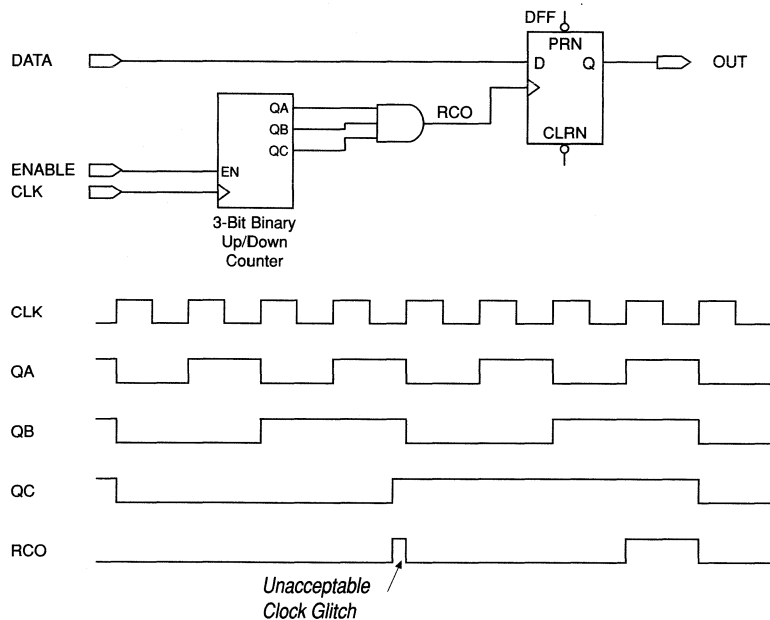 DFF
PRN
DATA
D
Q
OUT
QA
RCO
QB
CLRN
QC
ENABLE
EN
CLK
3-Bit Binary
Up/Down
Counter
CLK
QA
QB
QC
RCO
Unacceptable
Clock Glitch